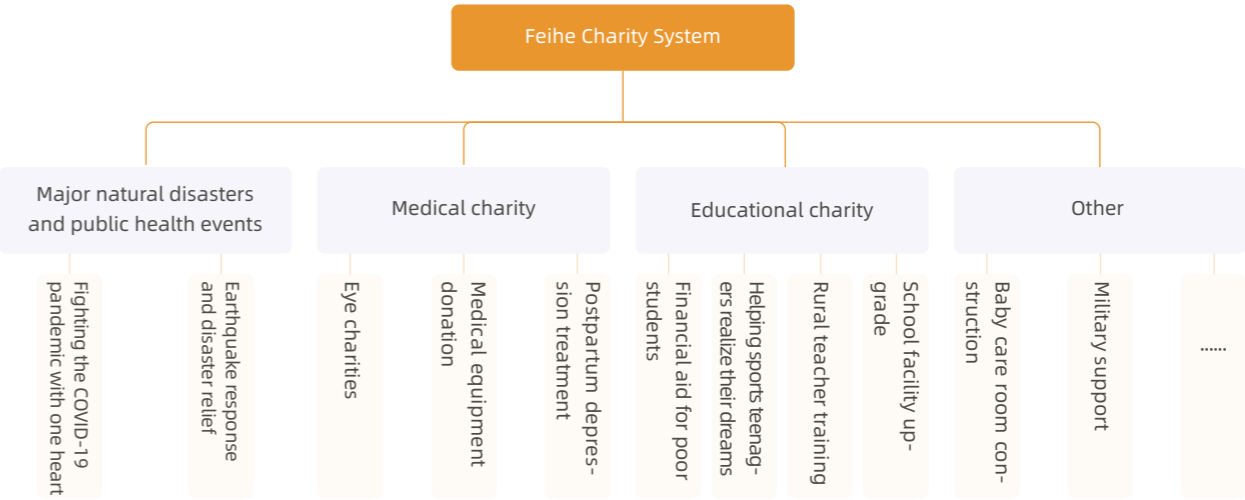 Feihe Charity System
Major natural disasters
and public health events
Medical charity
Educational charity
Other
Fighting the COVID-19
pandemic with one heart
Earthquake response
and disaster relief
Eye charities
Medical equipment
donation
Postpartum depres-
sion treatment
Financial aid for poor
students
Helping sports teenag-
ers realize their dreams
Rural teacher training
School facility up-
grade
Baby care room con-
struction
Military support
......